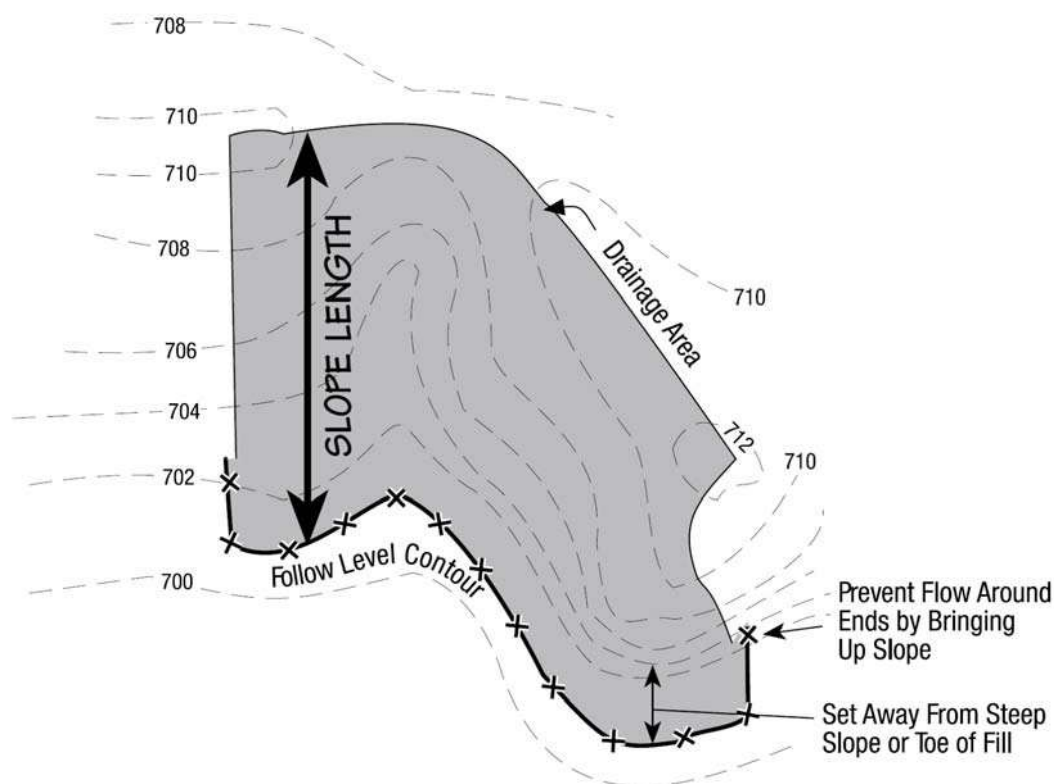 708
710
710
708
706
704
702
700
SLOPE LENGTH
Drainage Area
710
712
710
Follow Level Contour
Prevent Flow Around
Ends by Bringing
Up Slope
Set Away From Steep
Slope or Toe of Fill